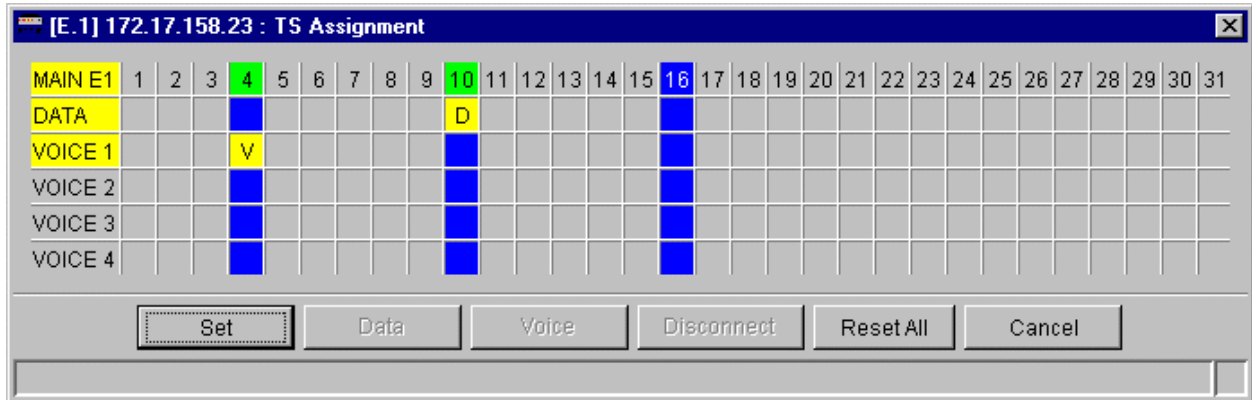 [E.1] 172.17.158.23 : TS Assignment
MAIN E1 1 2 3 4 5 6 7 8 9 10 11 12 13 14 15 16 17 18 19 20 21 22 23 24 25 26 27 28 29 30 31
DATA D
VOICE 1 V
VOICE 2
VOICE 3
VOICE 4
Set Data Voice Disconnect Reset All Cancel